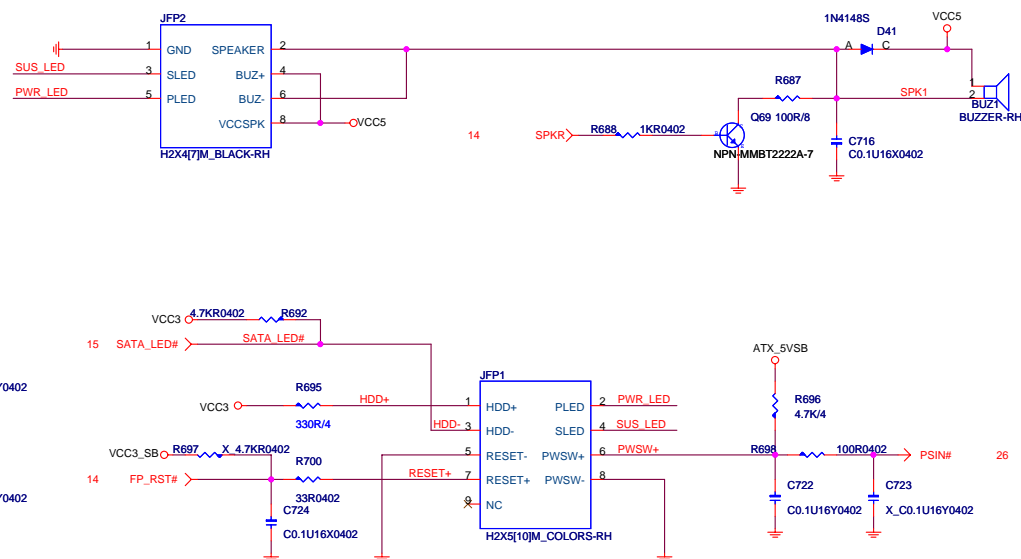 JFP2
1N4148S
VCC5
D41
1 GND SPEAKER 2
A C
SUS_LED 3 SLED BUZ+ 4
R687
PWR_LED 5 PLED BUZ- 6
SPK1
1
2
BUZ1
BUZZER-RH
VCCSPK 8 VCC5
Q69 100R/8
14 SPKR R688 1KR0402
C716
C0.1U16X0402
H2X4[7]M_BLACK-RH
NPN-MMBT2222A-7
VCC3 4.7KR0402 R692
15 SATA_LED# SATA_LED#
ATX_5VSB
JFP1
Y0402
R695
R696
4.7K/4
VCC3 HDD+ 1 HDD+ PLED 2 PWR_LED
330R/4
HDD- 3 HDD- SLED 4 SUS_LED
VCC3_SB R697 X_4.7KR0402
5 RESET- PWSW+ 6 PWSW+ R698 100R0402 PSIN# 26
R700
14 FP_RST# RESET+ 7 RESET+ PWSW- 8
33R0402
C722
C723
Y0402
C724
9 NC
C0.1U16Y0402
X_C0.1U16Y0402
C0.1U16X0402
H2X5[10]M_COLORS-RH